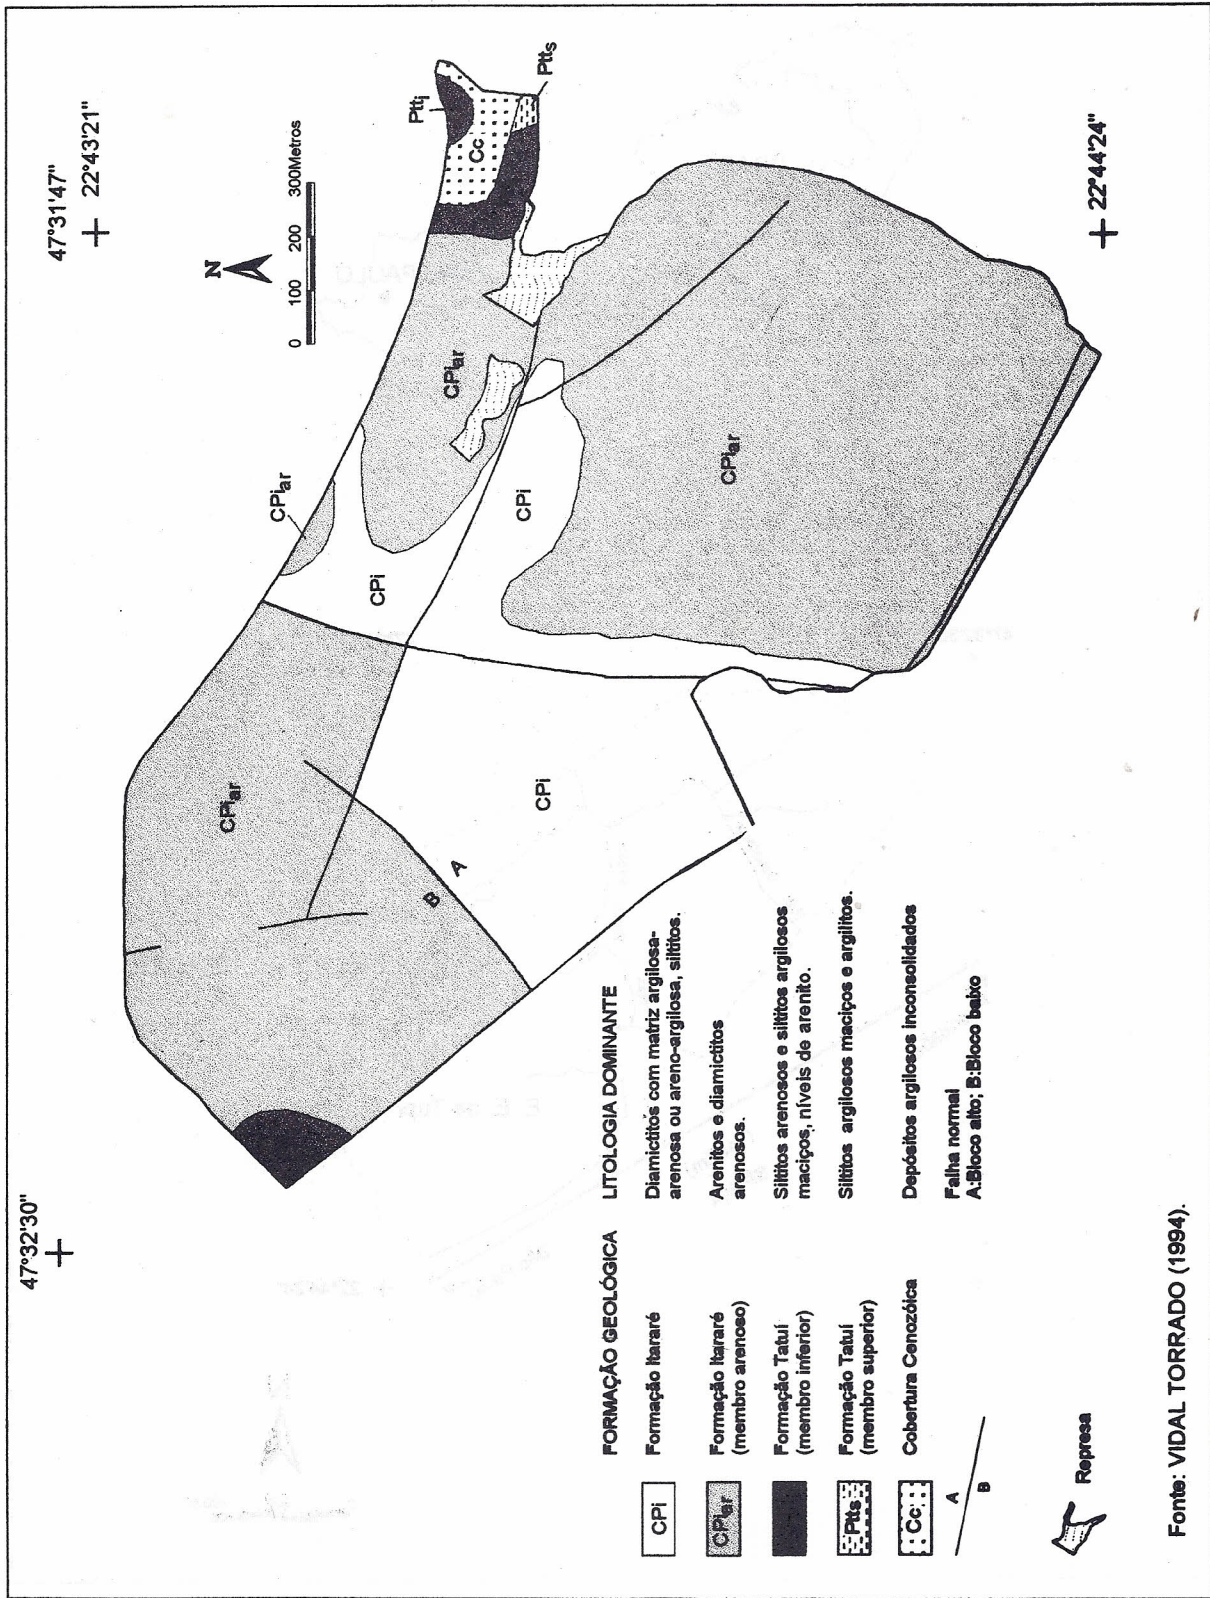 47°32'30"
47°31'47"
22°43'21"
N
0 100 200 300Metros
Ptti
Ptts
Cc
CPiar
CPiar
CPi
CPiar
B
A
CPi
CPi
CPiar
22°44'24"
FORMAÇÃO GEOLÓGICA
LITOLOGIA DOMINANTE
CPi
Formação Itararé
Diamictitos com matriz argilosa-
arenosa ou areno-argilosa, siltitos.
CPiar
Formação Itararé
(membro arenoso)
Arenitos e diamictitos
arenosos.
Formação Tatuí
(membro inferior)
Siltitos arenosos e siltitos argilosos
maciços, níveis de arenito.
Ptts
Formação Tatuí
(membro superior)
Siltitos argilosos maciços e argilitos.
Cc
Cobertura Cenozóica
Depósitos argilosos inconsolidados
A
B
Falha normal
A:Bloco alto; B:Bloco baixo
Represa
Fonte: VIDAL TORRADO (1994).